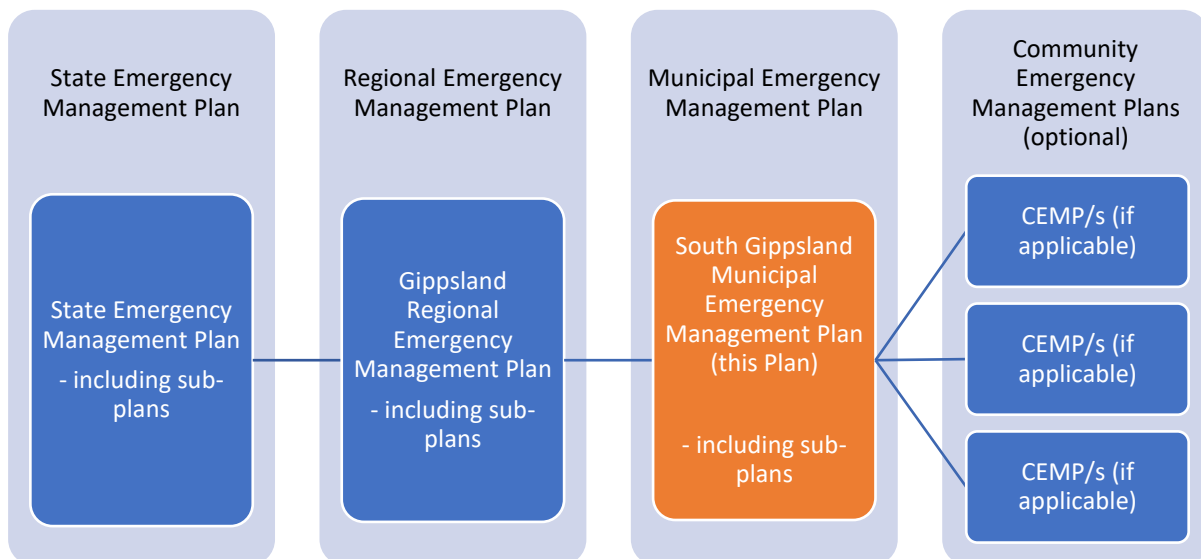 State Emergency
Management Plan
State Emergency
Management Plan
- including sub-
plans
Regional Emergency
Management Plan
Gippsland
Regional
Emergency
Management Plan
- including sub-
plans
Municipal Emergency
Management Plan
South Gippsland
Municipal
Emergency
Management Plan
(this Plan)
- including sub-
plans
Community
Emergency
Management Plans
(optional)
CEMP/s (if
applicable)
CEMP/s (if
applicable)
CEMP/s (if
applicable)